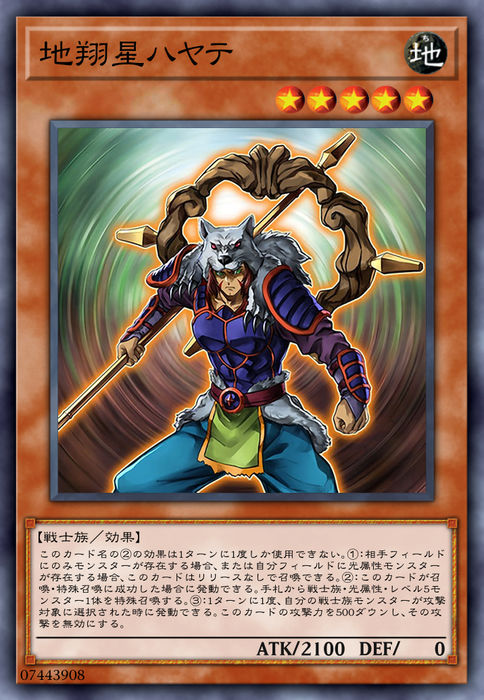 地翔星ハヤテ
ち
地
【戦士族／効果】
このカード名の②の効果は1ターンに1度しか使用できない。①：相手フィールド
にのみモンスターが存在する場合、または自分フィールドに光属性モンスター
が存在する場合、このカードはリリースなしで召喚できる。②：このカードが召
喚・特殊召喚に成功した場合に発動できる。手札から戦士族・光属性・レベル5モ
ンスター1体を特殊召喚する。③：1ターンに1度、自分の戦士族モンスターが攻撃
対象に選択された時に発動できる。このカードの攻撃力を500ダウンし、その攻
撃を無効にする。
ATK/2100 DEF/ 0
07443908